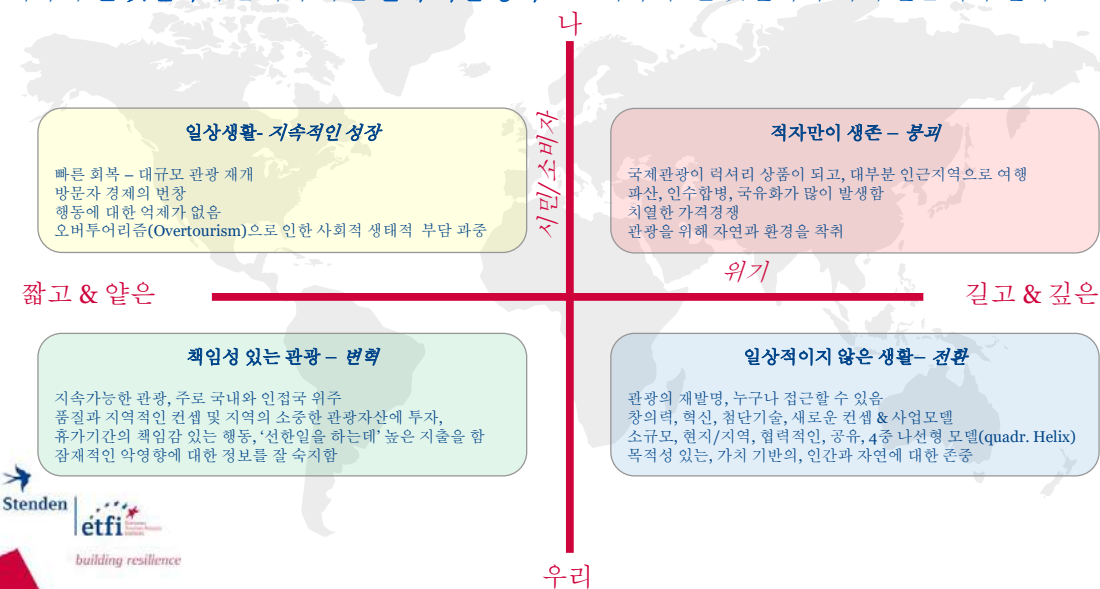 나
시민/소비자
일상생활- 지속적인 성장
빠른 회복 – 대규모 관광 재개
방문자 경제의 번창
행동에 대한 억제가 없음
오버투어리즘(Overtourism)으로 인한 사회적 생태적 부담 과중
적자만이 생존 – 붕괴
국제관광이 럭셔리 상품이 되고, 대부분 인근지역으로 여행
파산, 인수합병, 국유화가 많이 발생함
치열한 가격경쟁
관광을 위해 자연과 환경을 착취
위기
짧고 & 얕은
길고 & 깊은
책임성 있는 관광 – 변혁
지속가능한 관광, 주로 국내와 인접국 위주
품질과 지역적인 컨셉 및 지역의 소중한 관광자산에 투자,
휴가기간의 책임감 있는 행동, ‘선한일을 하는데’ 높은 지출을 함
잠재적인 악영향에 대한 정보를 잘 숙지함
일상적이지 않은 생활– 전환
관광의 재발명, 누구나 접근할 수 있음
창의력, 혁신, 첨단기술, 새로운 컨셉 & 사업모델
소규모, 현지/지역, 협력적인, 공유, 4중 나선형 모델(quadr. Helix)
목적성 있는, 가치 기반의, 인간과 자연에 대한 존중
Stenden
etfi
building resilience
우리